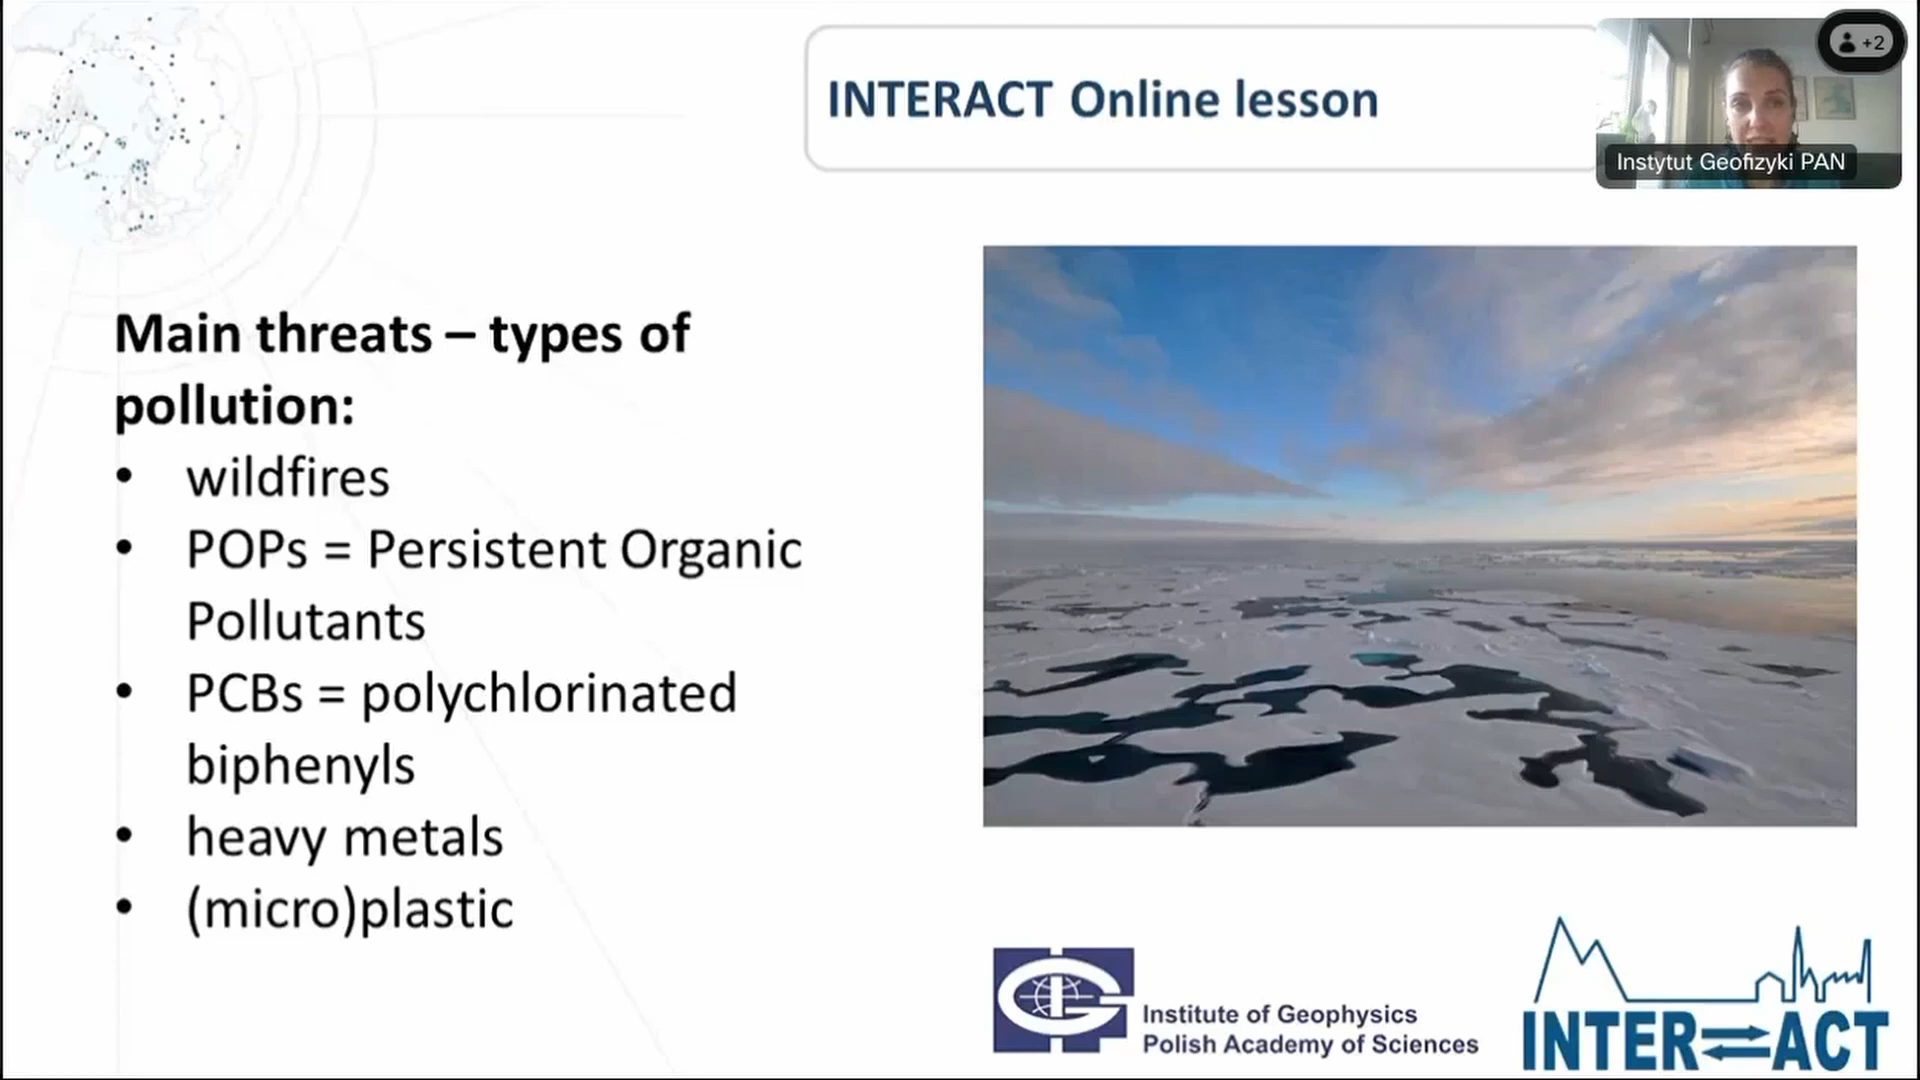 INTERACT Online lesson
+2
Instytut Geofizyki PAN
Main threats – types of
pollution:
• wildfires
• POPs = Persistent Organic
Pollutants
• PCBs = polychlorinated
biphenyls
• heavy metals
• (micro)plastic
Institute of Geophysics
Polish Academy of Sciences
INTER⇄ACT